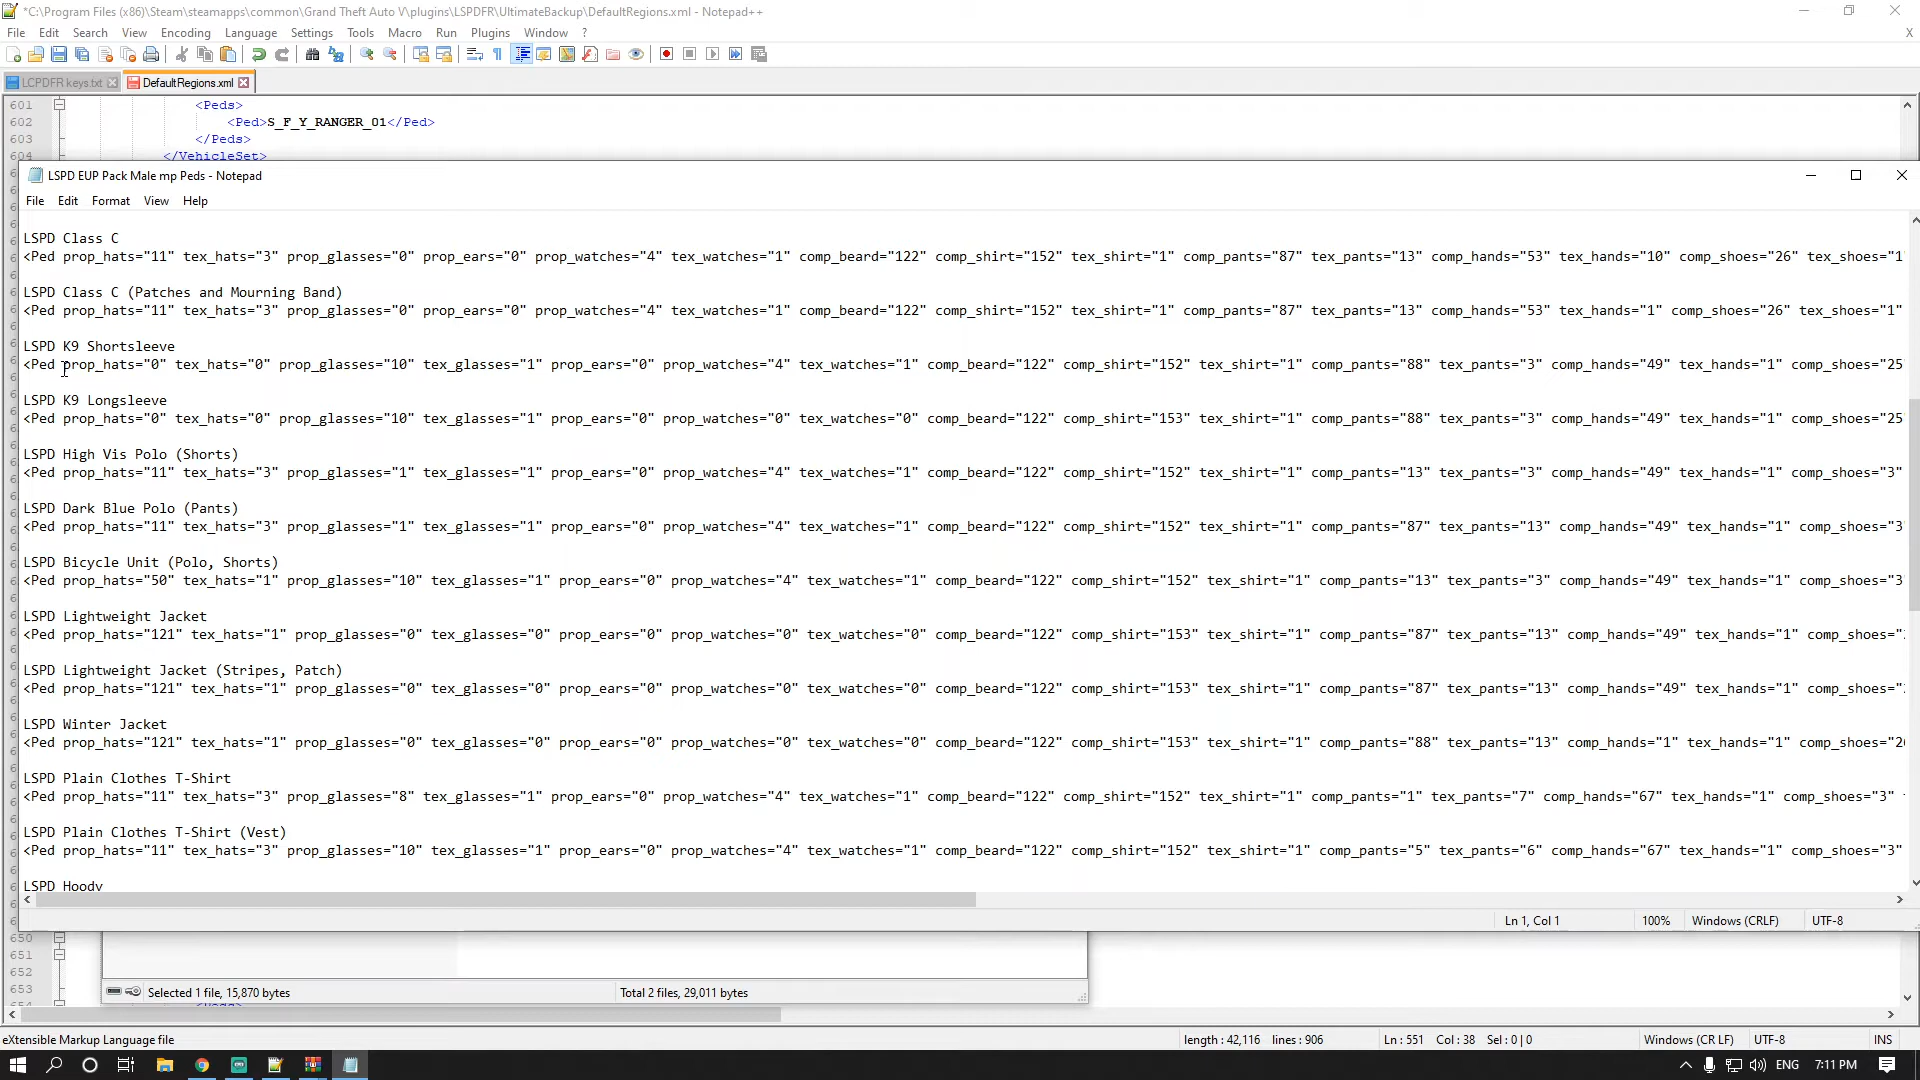 *C:\Program Files (x86)\Steam\steamapps\common\Grand Theft Auto V\plugins\LSPDFR\UltimateBackup\DefaultRegions.xml - Notepad++
File Edit Search View Encoding Language Settings Tools Macro Run Plugins Window ? X
LCPDFR keys.txt DefaultRegions.xml
601 <Peds>
602 <Ped>S_F_Y_RANGER_01</Ped>
603 </Peds>
604 </VehicleSet>
LSPD EUP Pack Male mp Peds - Notepad
File Edit Format View Help
LSPD Class C
<Ped prop_hats="11" tex_hats="3" prop_glasses="0" prop_ears="0" prop_watches="4" tex_watches="1" comp_beard="122" comp_shirt="152" tex_shirt="1" comp_pants="87" tex_pants="13" comp_hands="53" tex_hands="10" comp_shoes="26" tex_shoes="1
LSPD Class C (Patches and Mourning Band)
<Ped prop_hats="11" tex_hats="3" prop_glasses="0" prop_ears="0" prop_watches="4" tex_watches="1" comp_beard="122" comp_shirt="152" tex_shirt="1" comp_pants="87" tex_pants="13" comp_hands="53" tex_hands="1" comp_shoes="26" tex_shoes="1"
LSPD K9 Shortsleeve
<Ped prop_hats="0" tex_hats="0" prop_glasses="10" tex_glasses="1" prop_ears="0" prop_watches="4" tex_watches="1" comp_beard="122" comp_shirt="152" tex_shirt="1" comp_pants="88" tex_pants="3" comp_hands="49" tex_hands="1" comp_shoes="25
LSPD K9 Longsleeve
<Ped prop_hats="0" tex_hats="0" prop_glasses="10" tex_glasses="1" prop_ears="0" prop_watches="0" tex_watches="0" comp_beard="122" comp_shirt="153" tex_shirt="1" comp_pants="88" tex_pants="3" comp_hands="49" tex_hands="1" comp_shoes="25
LSPD High Vis Polo (Shorts)
<Ped prop_hats="11" tex_hats="3" prop_glasses="1" tex_glasses="1" prop_ears="0" prop_watches="4" tex_watches="1" comp_beard="122" comp_shirt="152" tex_shirt="1" comp_pants="13" tex_pants="3" comp_hands="49" tex_hands="1" comp_shoes="3"
LSPD Dark Blue Polo (Pants)
<Ped prop_hats="11" tex_hats="3" prop_glasses="1" tex_glasses="1" prop_ears="0" prop_watches="4" tex_watches="1" comp_beard="122" comp_shirt="152" tex_shirt="1" comp_pants="87" tex_pants="13" comp_hands="49" tex_hands="1" comp_shoes="3
LSPD Bicycle Unit (Polo, Shorts)
<Ped prop_hats="50" tex_hats="1" prop_glasses="10" tex_glasses="1" prop_ears="0" prop_watches="4" tex_watches="1" comp_beard="122" comp_shirt="152" tex_shirt="1" comp_pants="13" tex_pants="3" comp_hands="49" tex_hands="1" comp_shoes="3
LSPD Lightweight Jacket
<Ped prop_hats="121" tex_hats="1" prop_glasses="0" tex_glasses="0" prop_ears="0" prop_watches="0" tex_watches="0" comp_beard="122" comp_shirt="153" tex_shirt="1" comp_pants="87" tex_pants="13" comp_hands="49" tex_hands="1" comp_shoes="
LSPD Lightweight Jacket (Stripes, Patch)
<Ped prop_hats="121" tex_hats="1" prop_glasses="0" tex_glasses="0" prop_ears="0" prop_watches="0" tex_watches="0" comp_beard="122" comp_shirt="153" tex_shirt="1" comp_pants="87" tex_pants="13" comp_hands="49" tex_hands="1" comp_shoes="
LSPD Winter Jacket
<Ped prop_hats="121" tex_hats="1" prop_glasses="0" tex_glasses="0" prop_ears="0" prop_watches="0" tex_watches="0" comp_beard="122" comp_shirt="153" tex_shirt="1" comp_pants="88" tex_pants="13" comp_hands="1" tex_hands="1" comp_shoes="2
LSPD Plain Clothes T-Shirt
<Ped prop_hats="11" tex_hats="3" prop_glasses="8" tex_glasses="1" prop_ears="0" prop_watches="4" tex_watches="1" comp_beard="122" comp_shirt="152" tex_shirt="1" comp_pants="1" tex_pants="7" comp_hands="67" tex_hands="1" comp_shoes="3"
LSPD Plain Clothes T-Shirt (Vest)
<Ped prop_hats="11" tex_hats="3" prop_glasses="10" tex_glasses="1" prop_ears="0" prop_watches="4" tex_watches="1" comp_beard="122" comp_shirt="152" tex_shirt="1" comp_pants="5" tex_pants="6" comp_hands="67" tex_hands="1" comp_shoes="3"
LSPD Hoody
Ln 1, Col 1 100% Windows (CRLF) UTF-8
650
651
652
653
Selected 1 file, 15,870 bytes Total 2 files, 29,011 bytes
eXtensible Markup Language file length : 42,116 lines : 906 Ln : 551 Col : 38 Sel : 0 | 0 Windows (CR LF) UTF-8 INS
ENG 7:11 PM